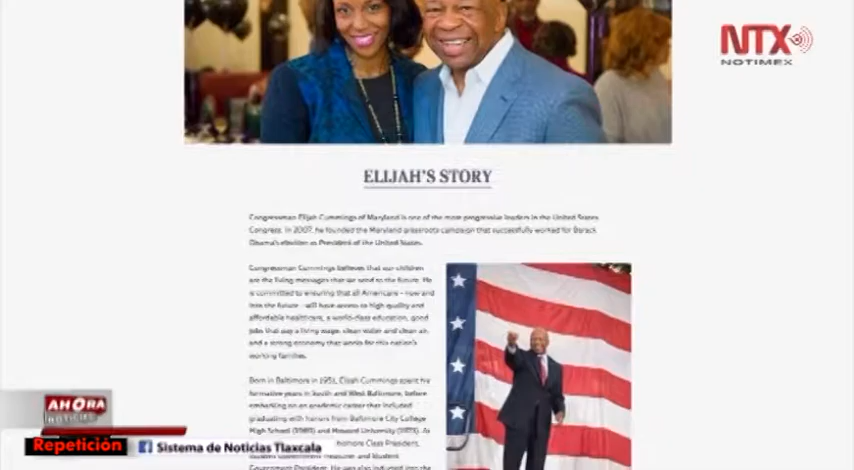 NTX
NOTIMEX
ELIJAH'S STORY
Congressman Elijah Cummings of Maryland is one of the most progressive leaders in the United States
Congress. In 2007, he founded the Maryland grassroots campaign that successfully worked for Barack
Obama's election as President of the United States.
Congressman Cummings believes that our children
are the living messages that we send to the future. He
is committed to ensuring that all Americans – now and
into the future – will have access to high quality and
affordable healthcare, a world-class education, good
jobs that pay a living wage, clean water and clean air,
and a strong economy that works for this nation's
working families.
Born in Baltimore in 1951, Elijah Cummings spent his
formative years in South and West Baltimore, before
embarking on an academic career that included
graduating with honors from Baltimore City College
High School (1969) and Howard University (1973). As
homore Class President,
Student
Government President. He was also inducted into the
AHORA
NOTICIAS
Repetición
Sistema de Noticias Tlaxcala